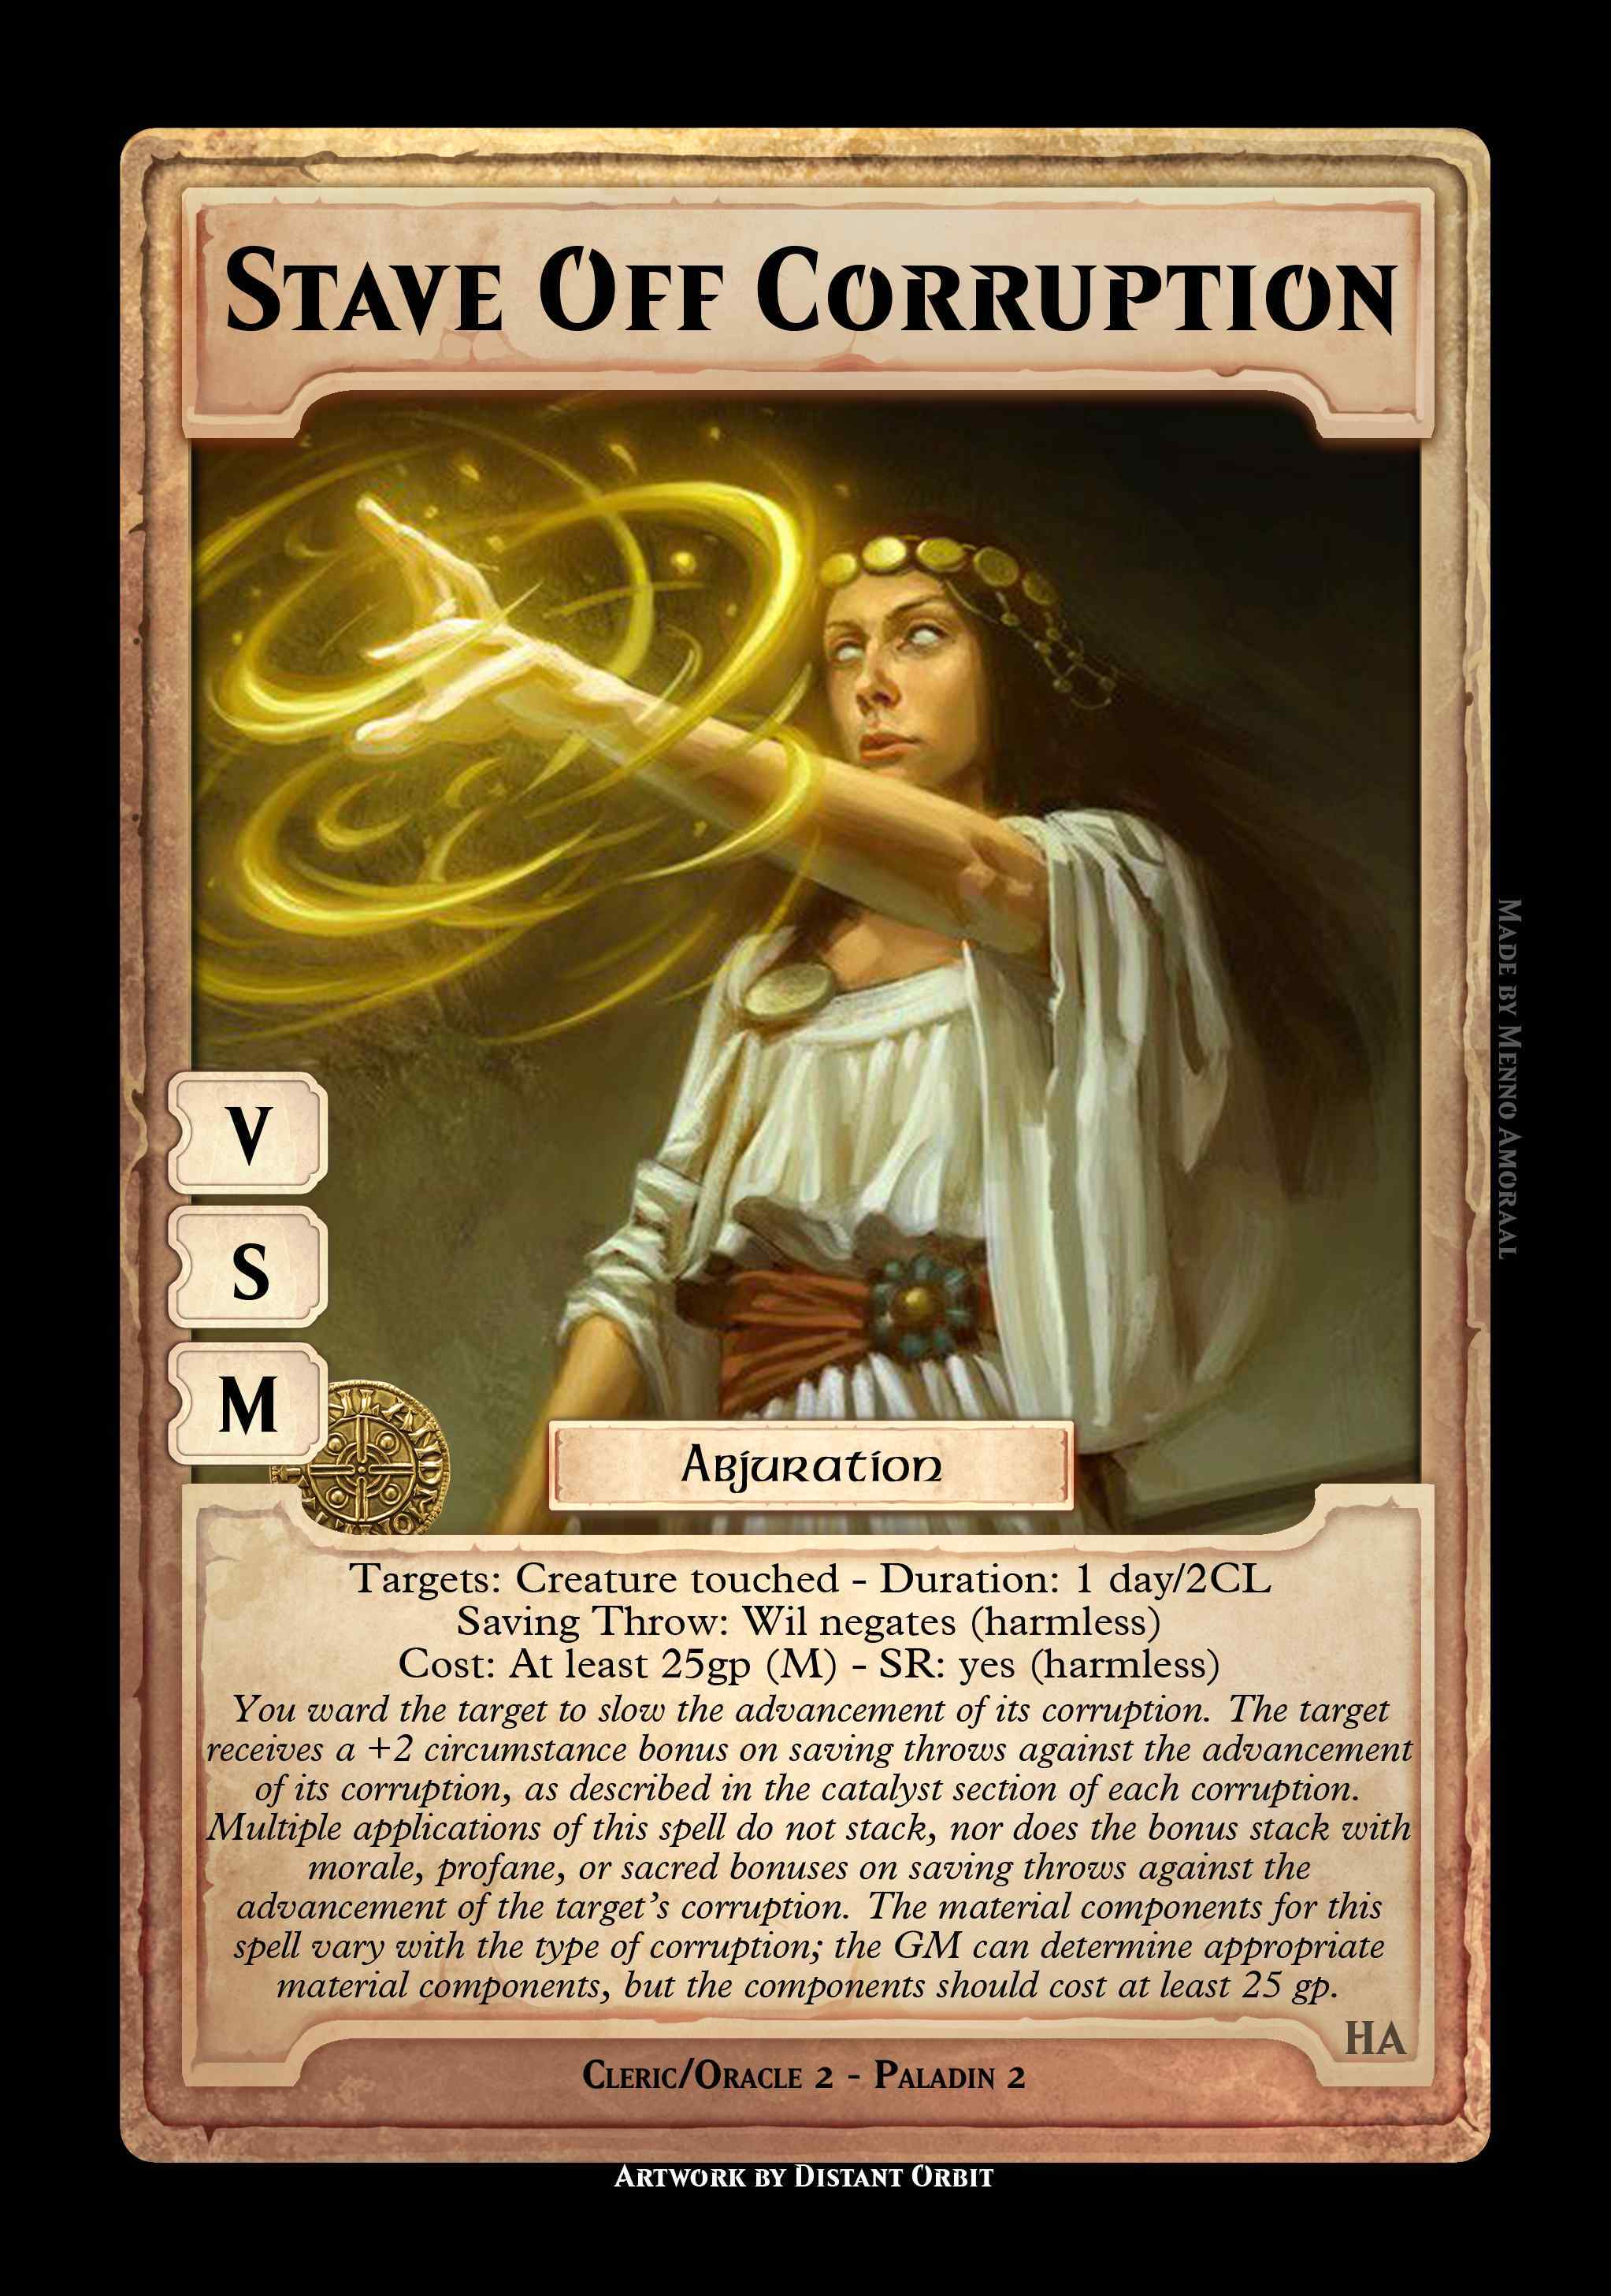 Stave Off Corruption
V
S
M
Abjuration
Targets: Creature touched - Duration: 1 day/2CL
Saving Throw: Wil negates (harmless)
Cost: At least 25gp (M) - SR: yes (harmless)
You ward the target to slow the advancement of its corruption. The target
receives a +2 circumstance bonus on saving throws against the advancement
of its corruption, as described in the catalyst section of each corruption.
Multiple applications of this spell do not stack, nor does the bonus stack with
morale, profane, or sacred bonuses on saving throws against the
advancement of the target's corruption. The material components for this
spell vary with the type of corruption; the GM can determine appropriate
material components, but the components should cost at least 25 gp.
HA
Cleric/Oracle 2 - Paladin 2
Artwork by Distant Orbit
Made by Menno Amoraal